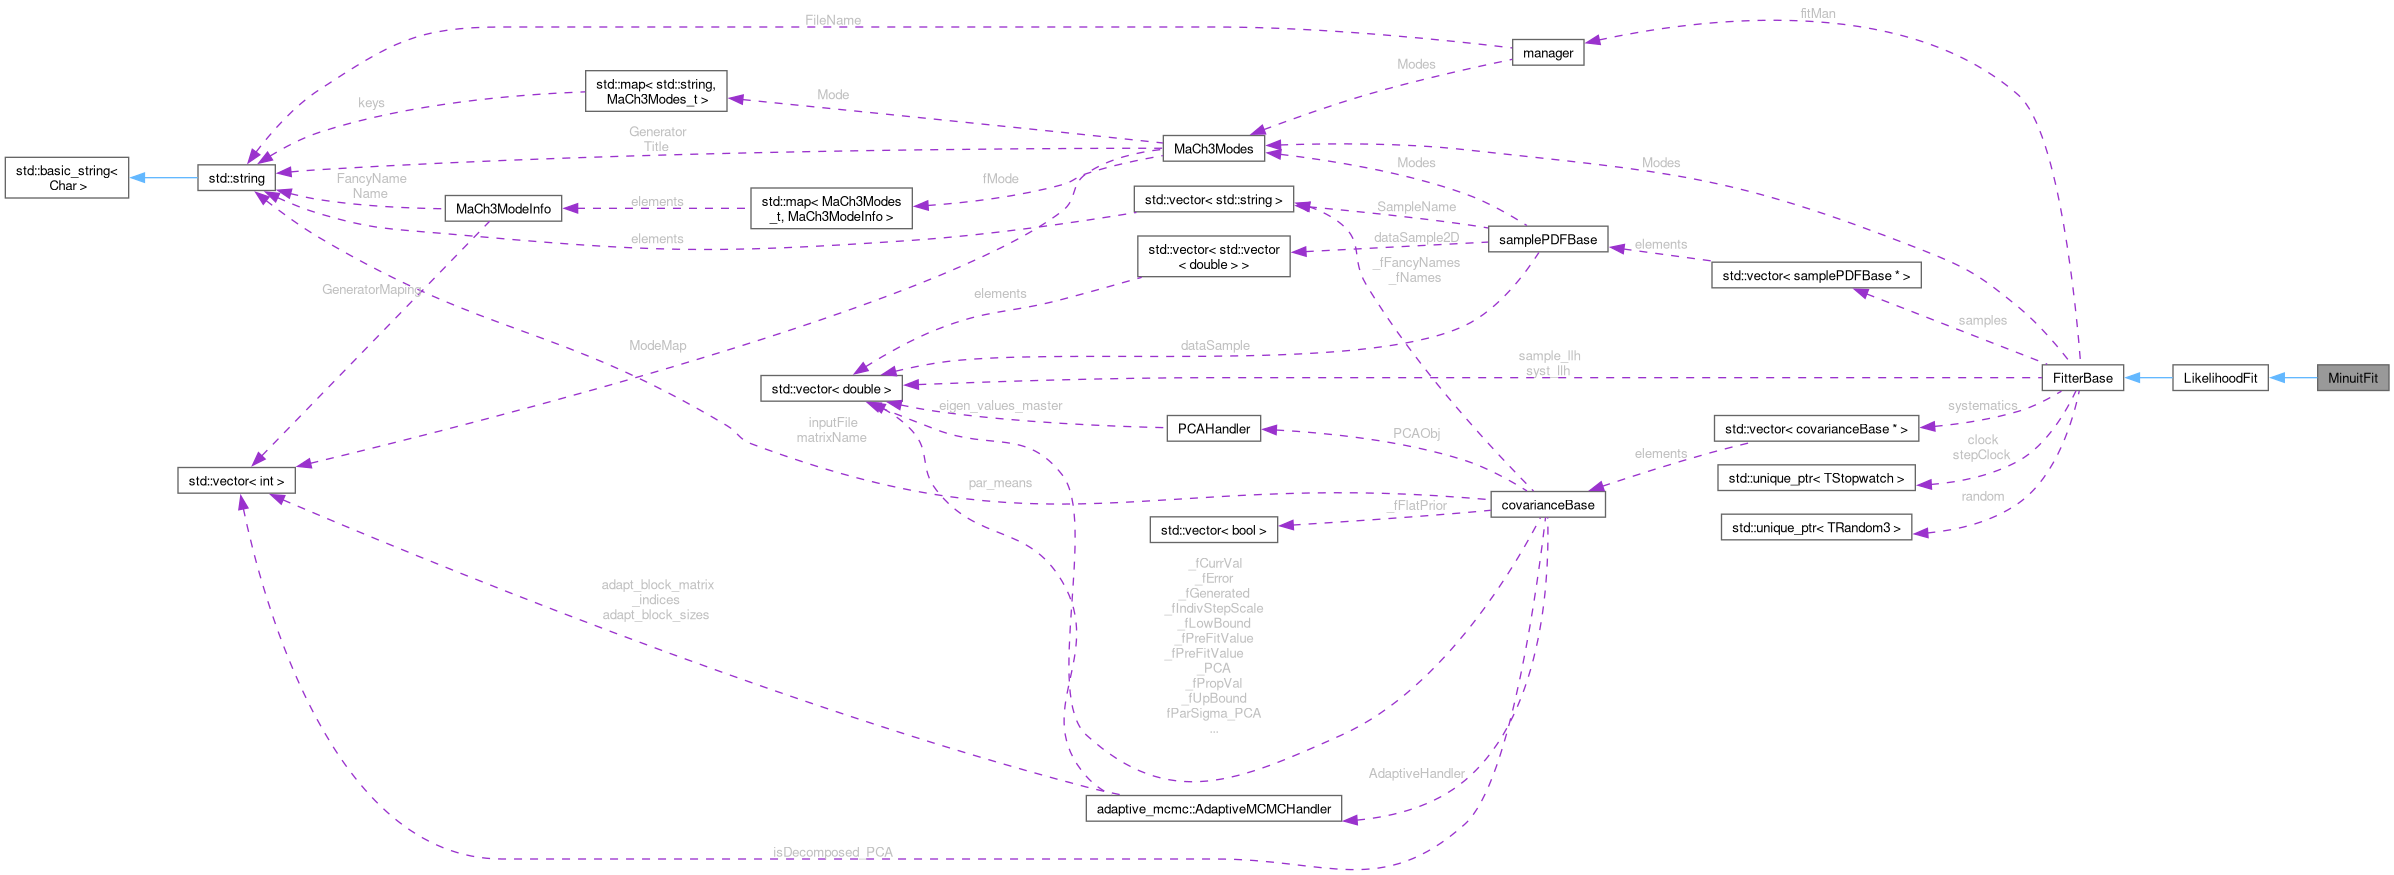 FileName
fitMan
manager
Modes
std::map< std::string,
MaCh3Modes_t >
Mode
keys
Generator
Title
MaCh3Modes
std::basic_string<
Char >
std::string
FancyName
Name
MaCh3ModeInfo
elements
std::map< MaCh3Modes
_t, MaCh3ModeInfo >
fMode
std::vector< std::string >
Modes
Modes
SampleName
elements
std::vector< std::vector
< double > >
dataSample2D
samplePDFBase
elements
std::vector< samplePDFBase * >
_fFancyNames
_fNames
GeneratorMaping
elements
samples
ModeMap
dataSample
sample_llh
syst_llh
std::vector< double >
FitterBase
LikelihoodFit
MinuitFit
eigen_values_master
systematics
inputFile
matrixName
PCAHandler
PCAObj
std::vector< covarianceBase * >
clock
stepClock
elements
std::vector< int >
par_means
std::unique_ptr< TStopwatch >
covarianceBase
random
_fFlatPrior
std::vector< bool >
std::unique_ptr< TRandom3 >
_fCurrVal
_fError
_fGenerated
_fIndivStepScale
_fLowBound
_fPreFitValue
_fPreFitValue
_PCA
_fPropVal
_fUpBound
fParSigma_PCA
...
adapt_block_matrix
_indices
adapt_block_sizes
AdaptiveHandler
adaptive_mcmc::AdaptiveMCMCHandler
isDecomposed_PCA